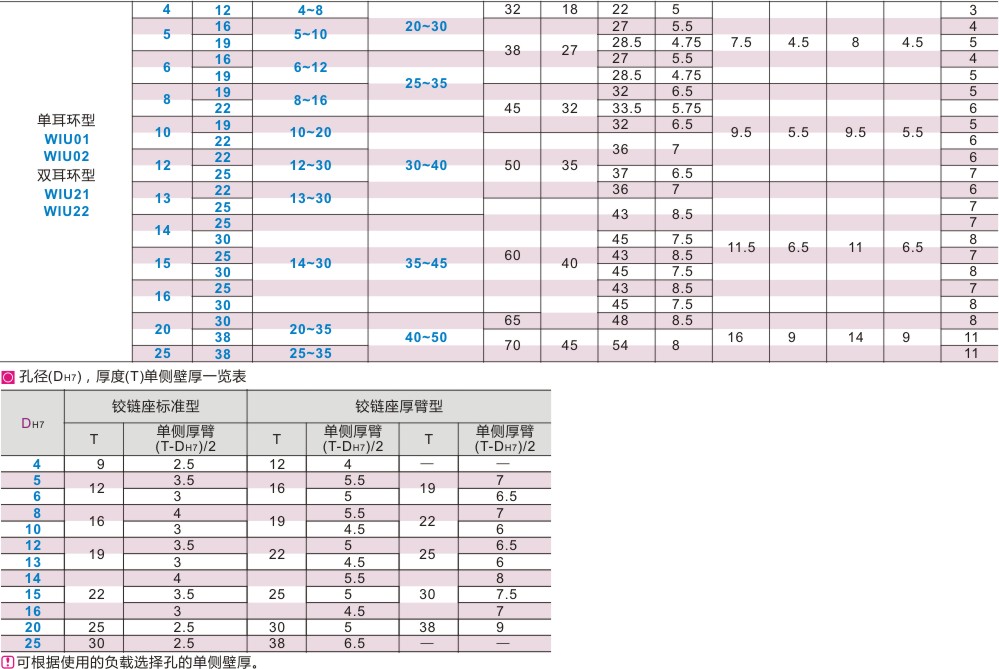 4 12 4~8 32 18 22 5 3
5 16 5~10 20~30 27 5.5 4
19 38 27 28.5 4.75 7.5 4.5 8 4.5 5
6 16 6~12 27 5.5 4
19 25~35 28.5 4.75 5
8 19 8~16 32 6.5 5
22 45 32 33.5 5.75 6
单耳环型 10 19 10~20 32 6.5 9.5 5.5 9.5 5.5 5
WIU01 22 36 7 6
WIU02 12 22 12~30 30~40 50 35 6
双耳环型 25 37 6.5 7
WIU21 13 22 13~30 36 7 6
WIU22 25 43 8.5 7
14 25 7
30 45 7.5 11.5 6.5 11 6.5 8
15 25 14~30 35~45 60 40 43 8.5 7
30 45 7.5 8
16 25 43 8.5 7
30 45 7.5 8
20 30 20~35 65 48 8.5 8
38 40~50 70 45 54 8 16 9 14 9 11
25 38 25~35 11
孔径(DH7)，厚度(T)单侧壁厚一览表
DH7 铰链座标准型 铰链座厚臂型
T 单侧厚臂 T 单侧厚臂 T 单侧厚臂
(T-DH7)/2 (T-DH7)/2 (T-DH7)/2
4 9 2.5 12 4 — —
5 12 3.5 16 5.5 19 7
6 3 5 6.5
8 16 4 19 5.5 22 7
10 3 4.5 6
12 19 3.5 22 5 25 6.5
13 3 4.5 6
14 4 5.5 8
15 22 3.5 25 5 30 7.5
16 3 4.5 7
20 25 2.5 30 5 38 9
25 30 2.5 38 6.5 — —
!可根据使用的负载选择孔的单侧壁厚。